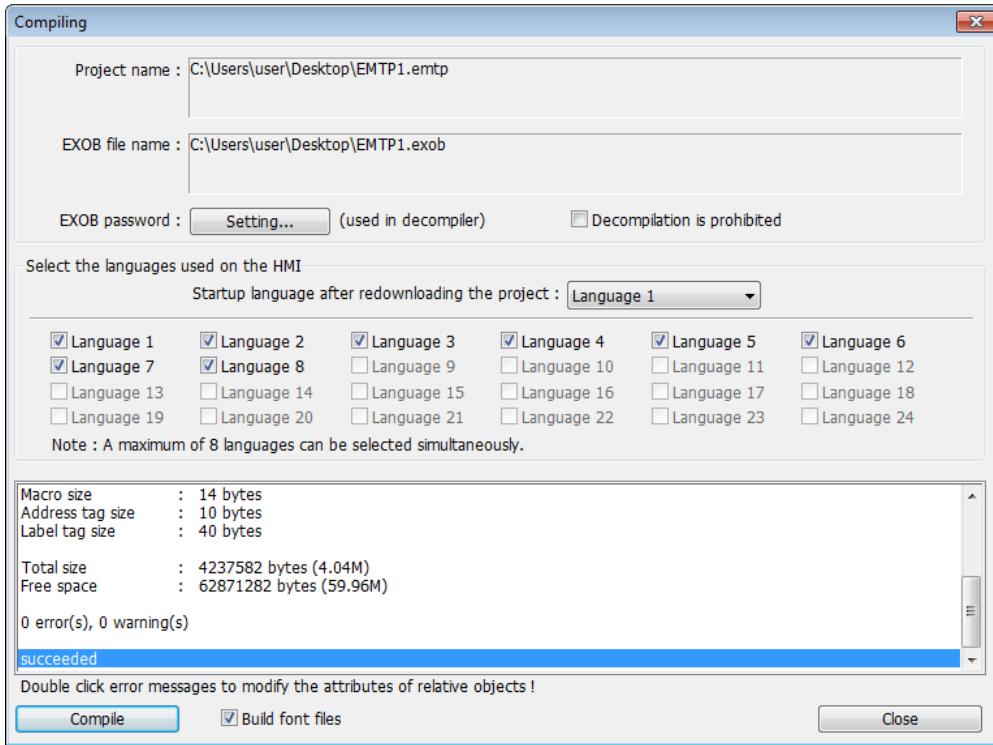 Compiling
Project name : C:\Users\user\Desktop\EMTP1.emtp
EXOB file name : C:\Users\user\Desktop\EMTP1.exob
EXOB password : Setting... (used in decompiler) Decompilation is prohibited
Select the languages used on the HMI
Startup language after redownloading the project : Language 1
Language 1 Language 2 Language 3 Language 4 Language 5 Language 6
Language 7 Language 8 Language 9 Language 10 Language 11 Language 12
Language 13 Language 14 Language 15 Language 16 Language 17 Language 18
Language 19 Language 20 Language 21 Language 22 Language 23 Language 24
Note : A maximum of 8 languages can be selected simultaneously.
Macro size : 14 bytes
Address tag size : 10 bytes
Label tag size : 40 bytes
Total size : 4237582 bytes (4.04M)
Free space : 62871282 bytes (59.96M)
0 error(s), 0 warning(s)
succeeded
Double click error messages to modify the attributes of relative objects !
Compile Build font files Close